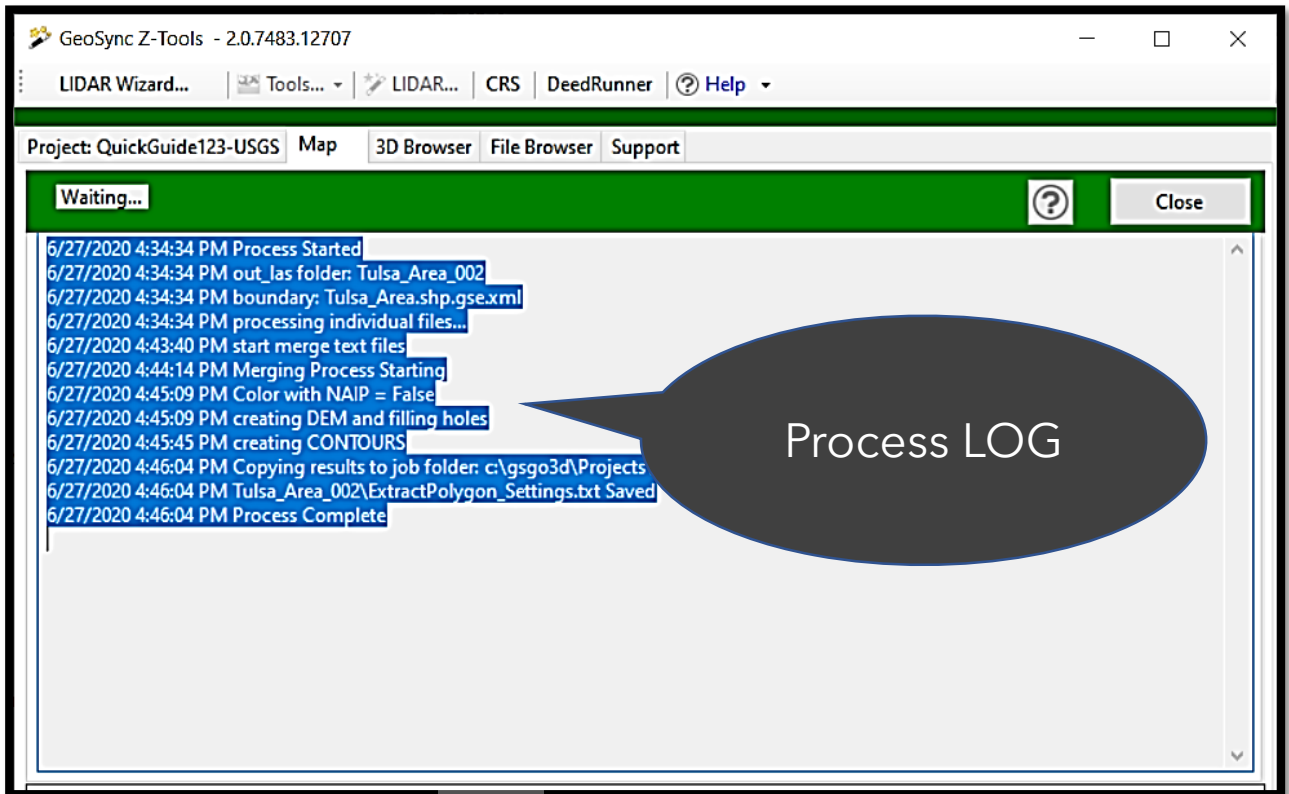 GeoSync Z-Tools - 2.0.7483.12707
LIDAR Wizard... Tools... LIDAR... CRS DeedRunner ? Help
Project: QuickGuide123-USGS Map 3D Browser File Browser Support
Waiting... ? Close
6/27/2020 4:34:34 PM Process Started
6/27/2020 4:34:34 PM out_las folder: Tulsa_Area_002
6/27/2020 4:34:34 PM boundary: Tulsa_Area.shp.gse.xml
6/27/2020 4:34:34 PM processing individual files...
6/27/2020 4:43:40 PM start merge text files
6/27/2020 4:44:14 PM Merging Process Starting
6/27/2020 4:45:09 PM Color with NAIP = False
6/27/2020 4:45:09 PM creating DEM and filling holes
6/27/2020 4:45:45 PM creating CONTOURS
6/27/2020 4:46:04 PM Copying results to job folder: c:\gsgo3d\Projects
6/27/2020 4:46:04 PM Tulsa_Area_002\ExtractPolygon_Settings.txt Saved
6/27/2020 4:46:04 PM Process Complete
Process LOG